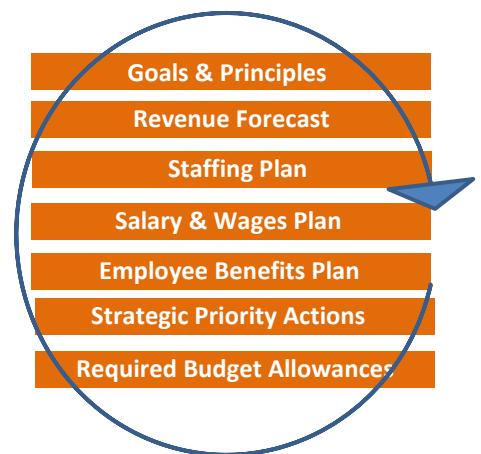 Goals & Principles
Revenue Forecast
Staffing Plan
Salary & Wages Plan
Employee Benefits Plan
Strategic Priority Actions
Required Budget Allowances